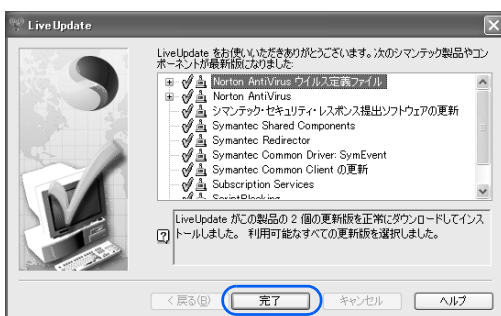 LiveUpdate
LiveUpdate をお使いいただきありがとうございます。次のシマンテック製品やコン
ポーネントが最新版になりました:
Norton AntiVirus ウイルス定義ファイル
Norton AntiVirus
シマンテック・セキュリティ・レスポンス提出ソフトウェアの更新
Symantec Shared Components
Symantec Redirector
Symantec Common Driver: SymEvent
Symantec Common Client の更新
Subscription Services
ScriptBlocking
LiveUpdate がこの製品の 2 個の更新版を正常にダウンロードしてインス
トールしました。 利用可能なすべての更新版を選択しました。
< 戻る(B)
完了
キャンセル
ヘルプ